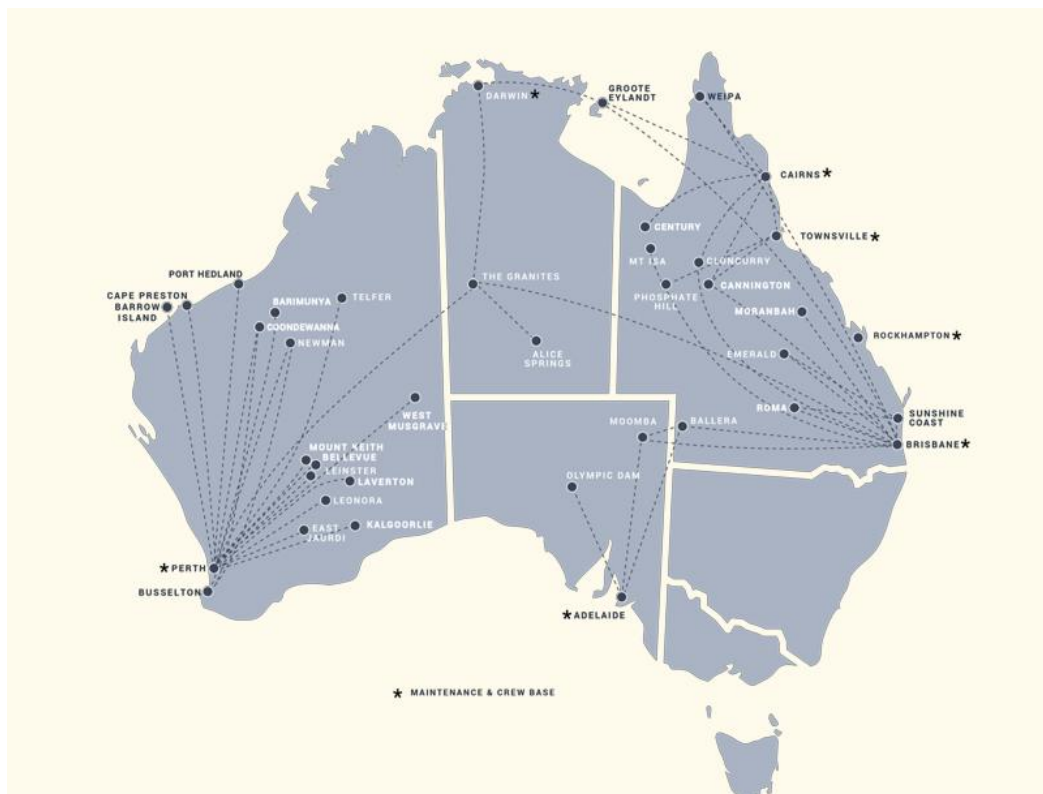 GROOTE
EYLANDT
DARWIN *
WEIPA
CAIRNS *
CENTURY
TOWNSVILLE *
MT ISA
CLONCURRY
PORT HEDLAND
THE GRANITES
CANNINGTON
CAPE PRESTON
BARROW
ISLAND
BARIMUNYA
TELFER
PHOSPHATE
HILL
MORANBAH
COONDEWANNA
ROCKHAMPTON *
NEWMAN
ALICE
SPRINGS
EMERALD
WEST
MUSGRAVE
ROMA
SUNSHINE
COAST
MOOMBA
BALLERA
BRISBANE *
MOUNT KEITH
BELLEVUE
LEINSTER
LAVERTON
OLYMPIC DAM
LEONORA
KALGOORLIE
EAST
JAURDI
* PERTH
BUSSELTON
* ADELAIDE
* MAINTENANCE & CREW BASE